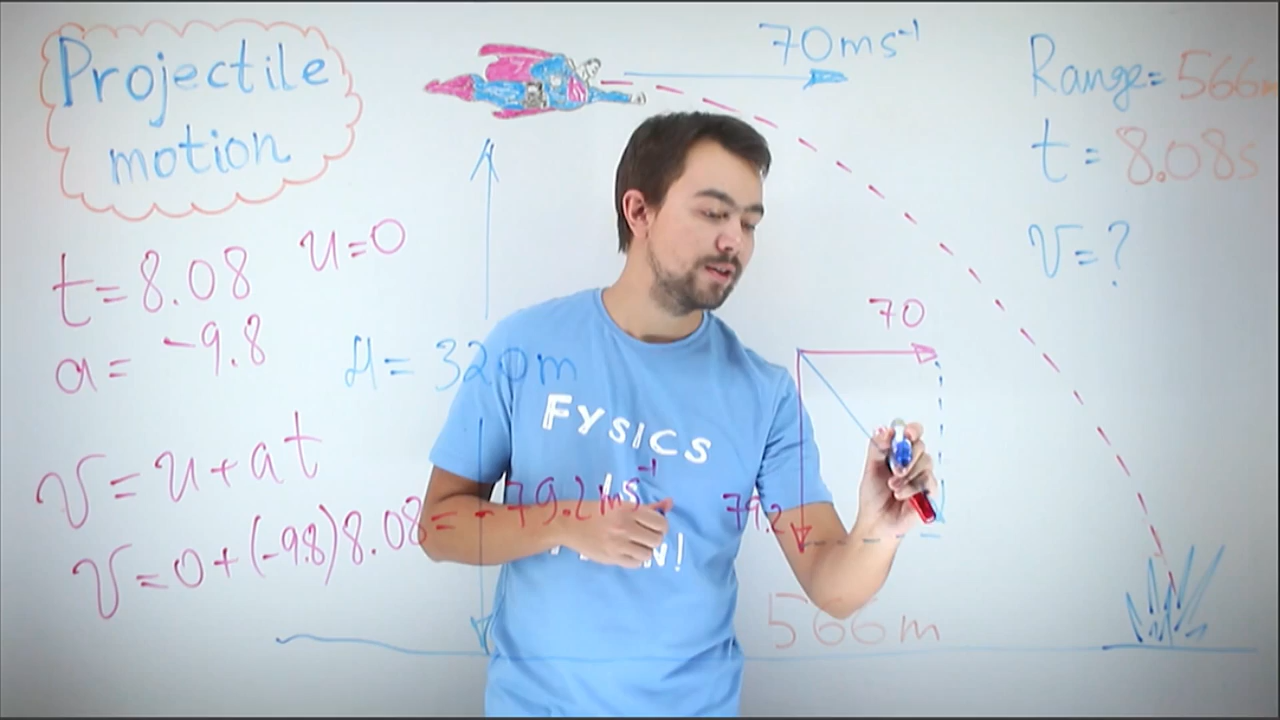 Projectile
motion
70ms⁻¹
Range= 566m
t= 8.08s
v=?
t= 8.08 u=0
a= -9.8
H= 320m
v= u+at
v=0+(-9.8)8.08= -79.2ms⁻¹
70
79.2
566m
FYSICS
IS